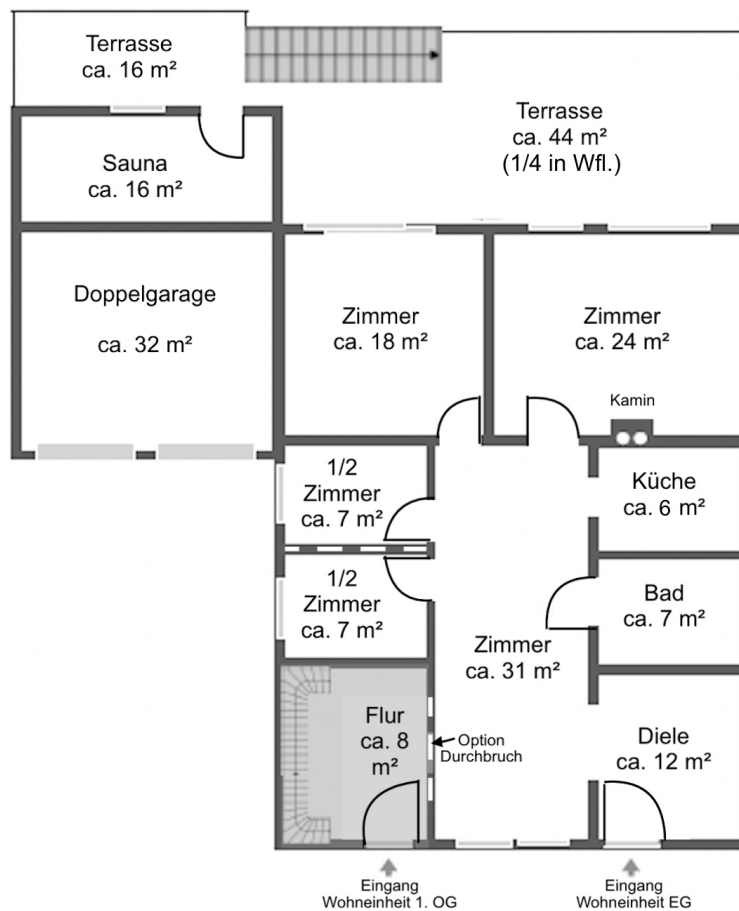 Terrasse
ca. 16 m²
Terrasse
ca. 44 m²
(1/4 in Wfl.)
Sauna
ca. 16 m²
Doppelgarage
ca. 32 m²
Zimmer
ca. 18 m²
Zimmer
ca. 24 m²
Kamin
1/2
Zimmer
ca. 7 m²
Küche
ca. 6 m²
1/2
Zimmer
ca. 7 m²
Bad
ca. 7 m²
Zimmer
ca. 31 m²
Flur
ca. 8
m²
Option
Durchbruch
Diele
ca. 12 m²
Eingang
Wohneinheit 1. OG
Eingang
Wohneinheit EG